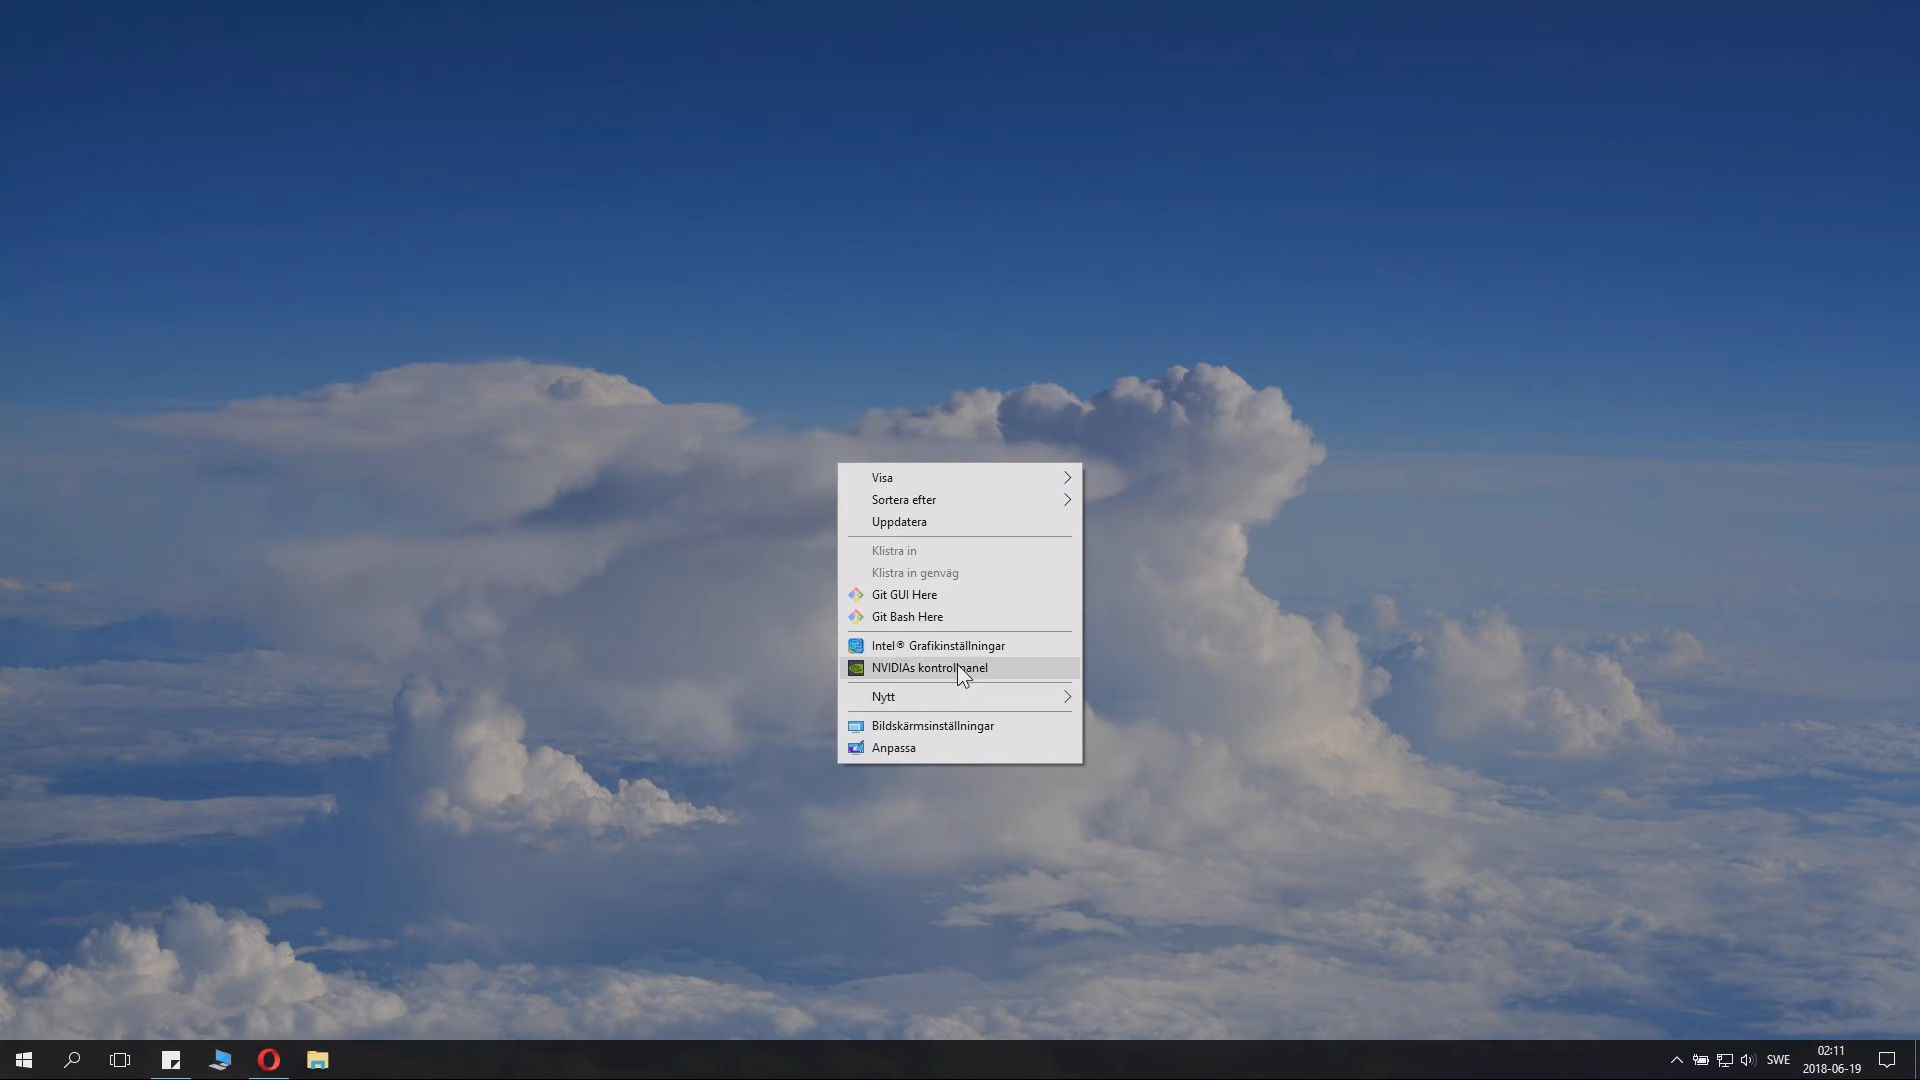 Visa
Sortera efter
Uppdatera
Klistra in
Klistra in genväg
Git GUI Here
Git Bash Here
Intel® Grafikinställningar
NVIDIAs kontrollpanel
Nytt
Bildskärmsinställningar
Anpassa
SWE
02:11
2018-06-19